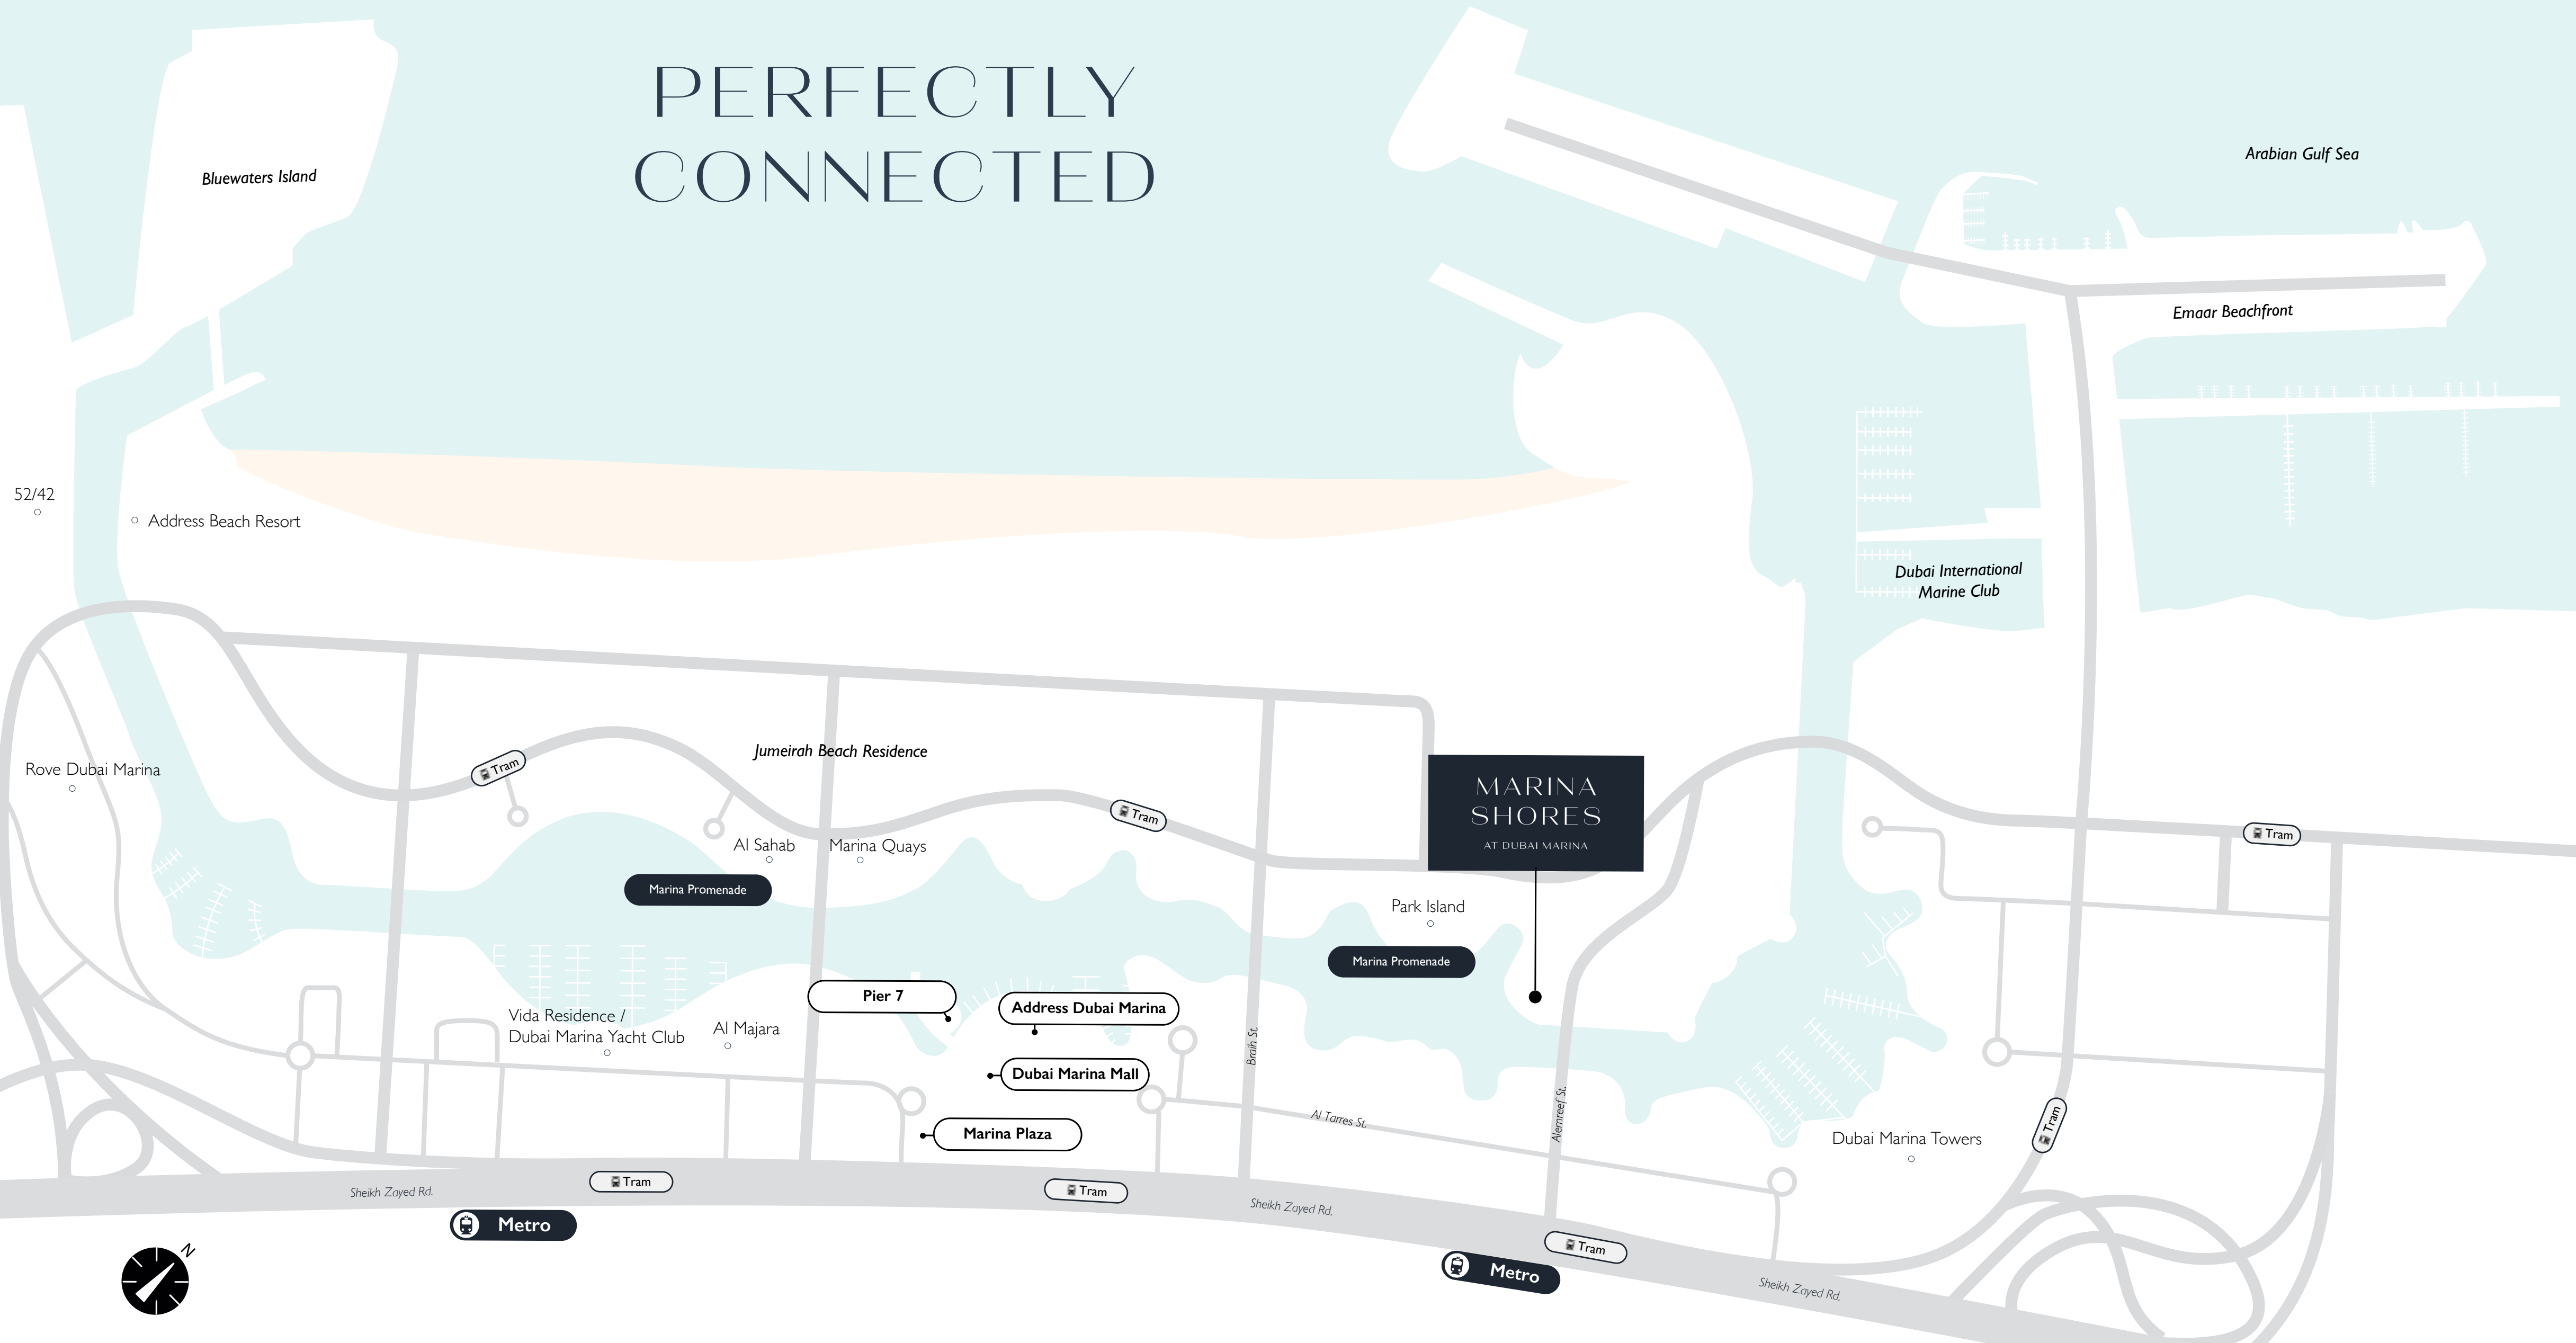 PERFECTLY
CONNECTED
Bluewaters Island
Arabian Gulf Sea
Emaar Beachfront
52/42
Address Beach Resort
Dubai International
Marine Club
Rove Dubai Marina
Tram
Jumeirah Beach Residence
Tram
MARINA
SHORES
AT DUBAI MARINA
Tram
Al Sahab
Marina Quays
Marina Promenade
Park Island
Marina Promenade
Pier 7
Address Dubai Marina
Vida Residence /
Dubai Marina Yacht Club
Al Majara
Braih St.
Dubai Marina Mall
Al Tarres St.
Alemreef St.
Marina Plaza
Dubai Marina Towers
Tram
Sheikh Zayed Rd.
Tram
Tram
Sheikh Zayed Rd.
Metro
Tram
Metro
Sheikh Zayed Rd.
N